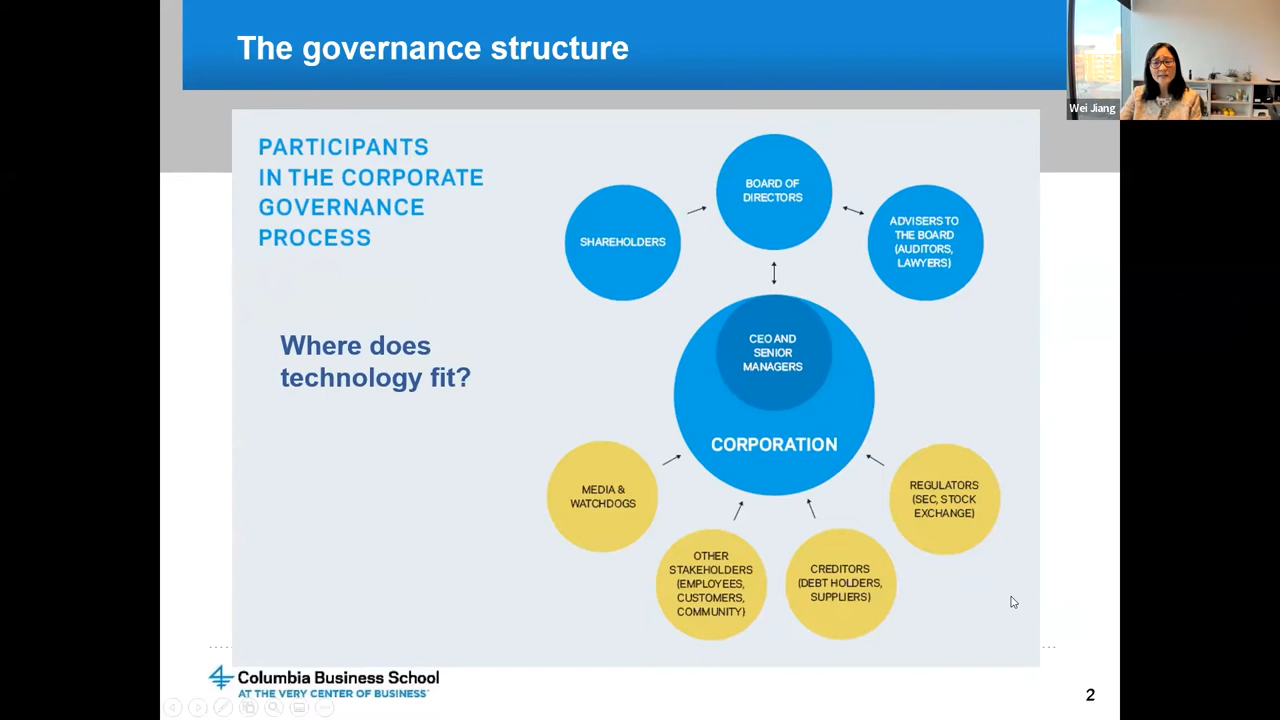 The governance structure
Wei Jiang
PARTICIPANTS
IN THE CORPORATE
GOVERNANCE
PROCESS
BOARD OF
DIRECTORS
SHAREHOLDERS
ADVISERS TO
THE BOARD
(AUDITORS,
LAWYERS)
Where does
technology fit?
CEO AND
SENIOR
MANAGERS
CORPORATION
MEDIA &
WATCHDOGS
REGULATORS
(SEC, STOCK
EXCHANGE)
OTHER
STAKEHOLDERS
(EMPLOYEES,
CUSTOMERS,
COMMUNITY)
CREDITORS
(DEBT HOLDERS,
SUPPLIERS)
Columbia Business School
AT THE VERY CENTER OF BUSINESS
2